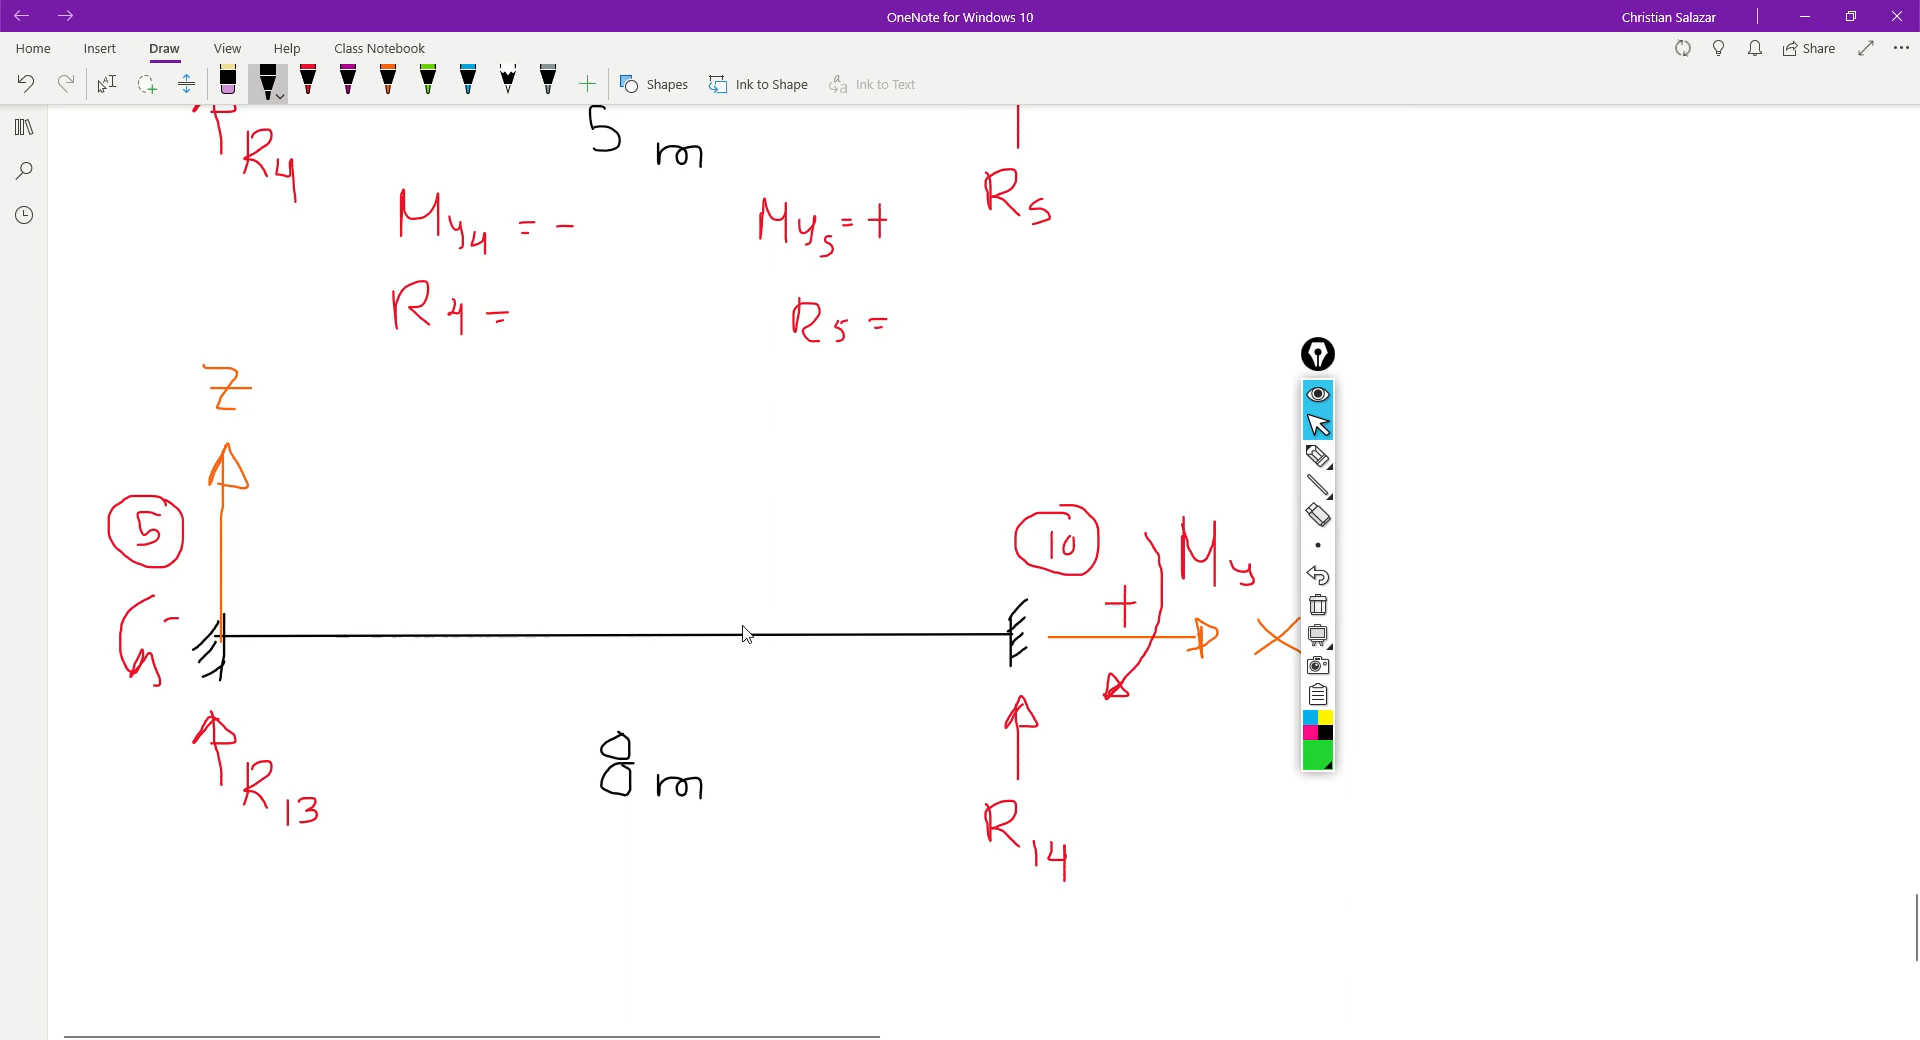 OneNote for Windows 10
Christian Salazar
Home Insert Draw View Help Class Notebook
Share
Shapes Ink to Shape Ink to Text
R4
5 m
R5
My4 = -
My5 = +
R4 =
R5 =
Z
5
10
My
-
+
X
R13
8 m
R14